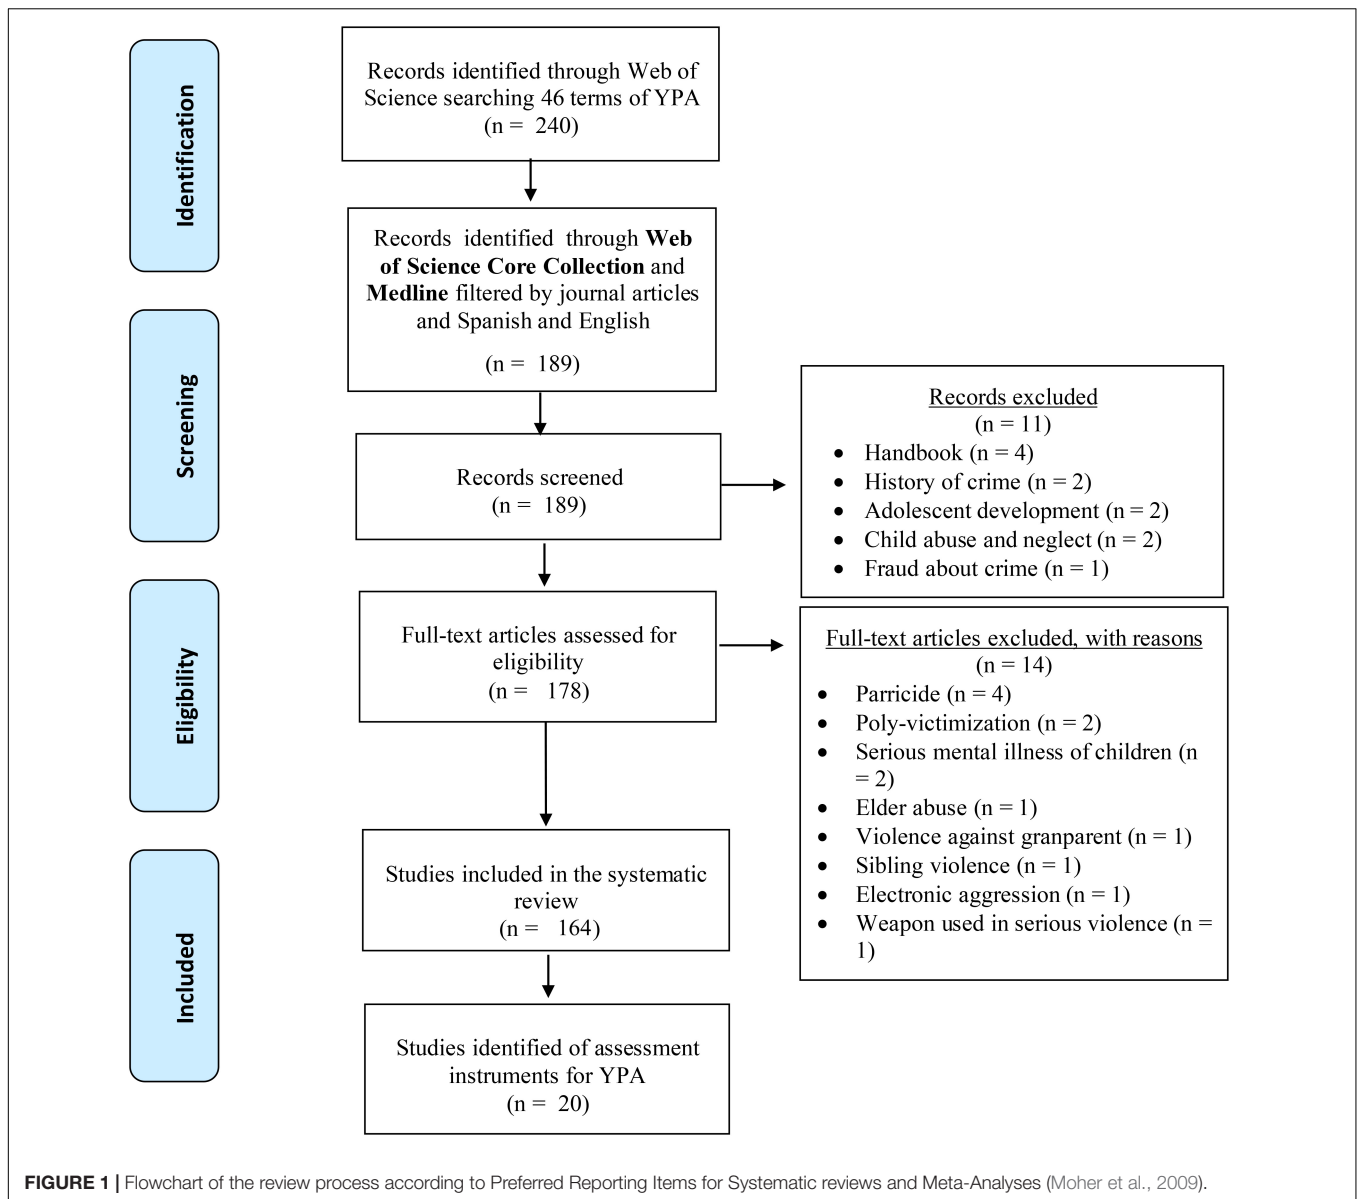 Identification
Records identified through Web of
Science searching 46 terms of YPA
(n = 240)
Records identified through Web
of Science Core Collection and
Medline filtered by journal articles
and Spanish and English
(n = 189)
Screening
Records screened
(n = 189)
Records excluded
(n = 11)
• Handbook (n = 4)
• History of crime (n = 2)
• Adolescent development (n = 2)
• Child abuse and neglect (n = 2)
• Fraud about crime (n = 1)
Eligibility
Full-text articles assessed for
eligibility
(n = 178)
Full-text articles excluded, with reasons
(n = 14)
• Parricide (n = 4)
• Poly-victimization (n = 2)
• Serious mental illness of children (n
= 2)
• Elder abuse (n = 1)
• Violence against granparent (n = 1)
• Sibling violence (n = 1)
• Electronic aggression (n = 1)
• Weapon used in serious violence (n =
1)
Included
Studies included in the systematic
review
(n = 164)
Studies identified of assessment
instruments for YPA
(n = 20)
FIGURE 1 | Flowchart of the review process according to Preferred Reporting Items for Systematic reviews and Meta-Analyses (Moher et al., 2009).